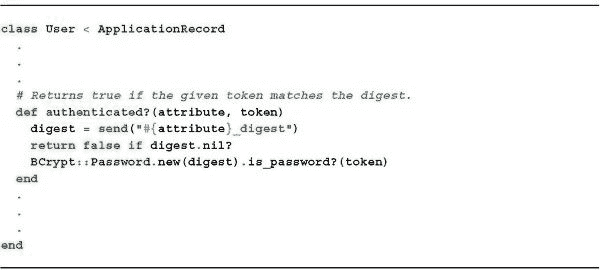 class User < ApplicationRecord
  .
  .
  .
  # Returns true if the given token matches the digest.
  def authenticated?(attribute, token)
    digest = send("#{attribute}_digest")
    return false if digest.nil?
    BCrypt::Password.new(digest).is_password?(token)
  end
  .
  .
  .
end